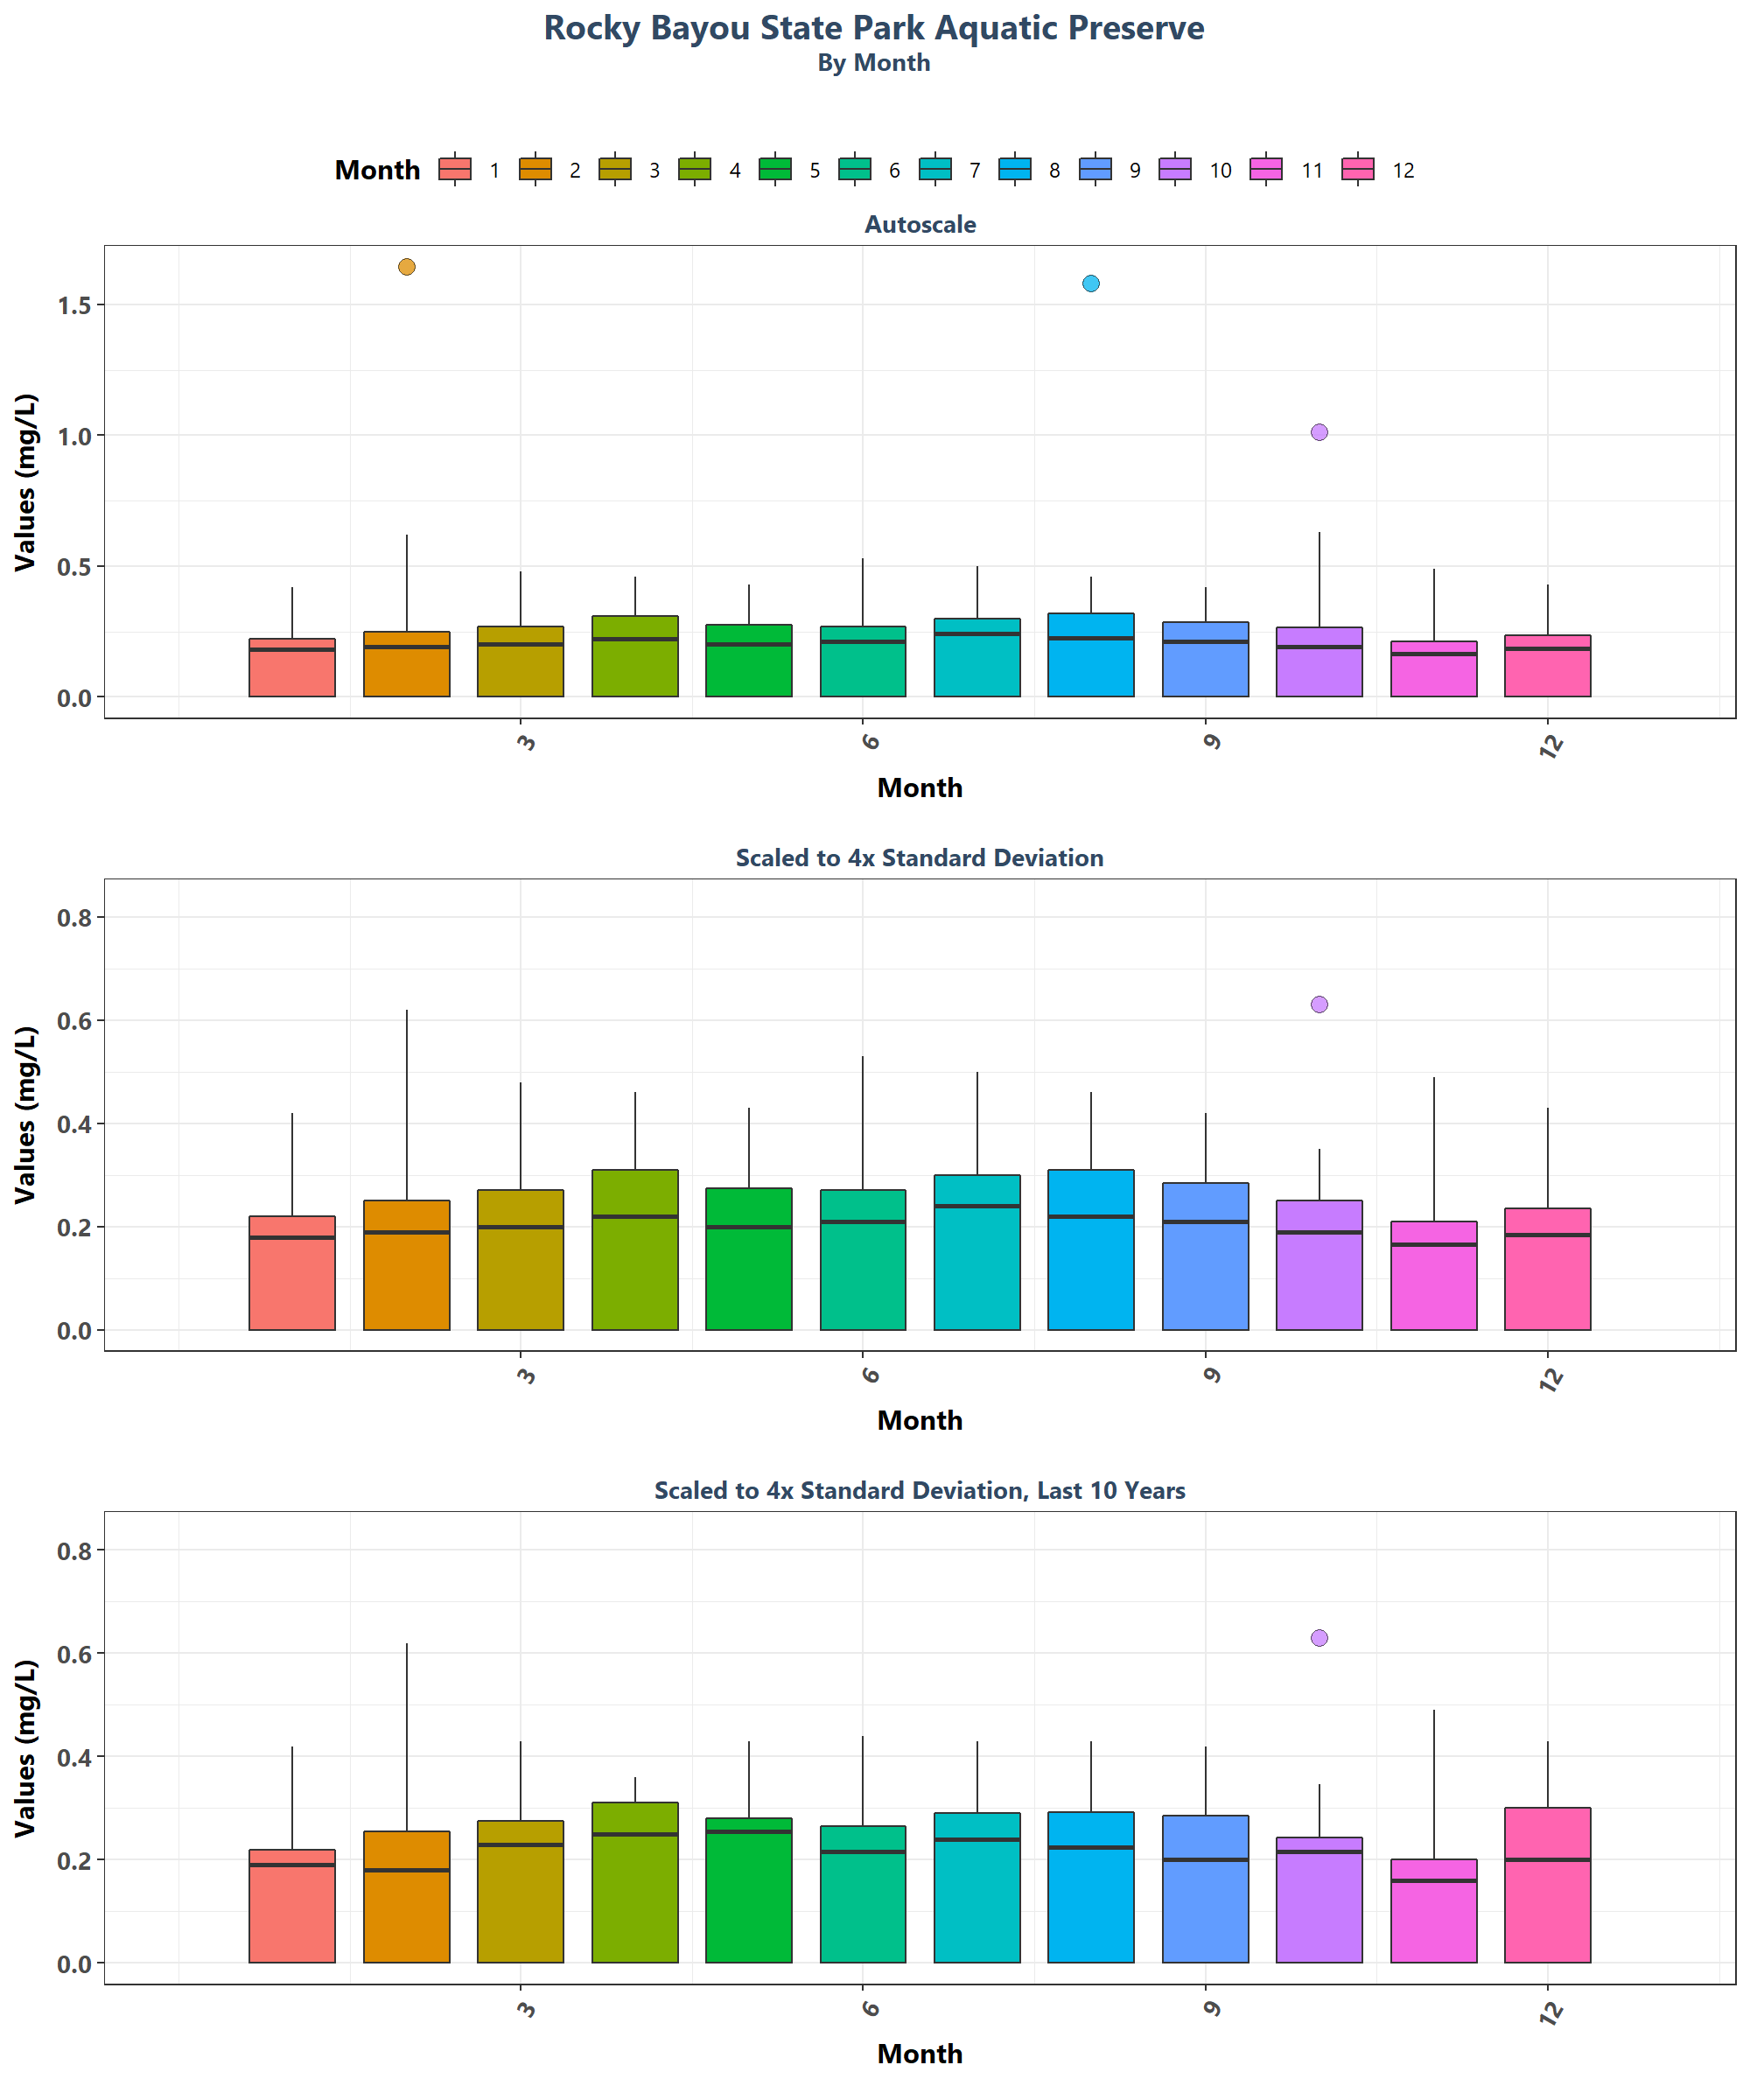 Rocky Bayou State Park Aquatic Preserve
By Month
Month 1 2 3 4 5 6 7 8 9 10 11 12
Autoscale
Values (mg/L)
1.5
1.0
0.5
0.0
3 6 9 12
Month
Scaled to 4x Standard Deviation
Values (mg/L)
0.8
0.6
0.4
0.2
0.0
3 6 9 12
Month
Scaled to 4x Standard Deviation, Last 10 Years
Values (mg/L)
0.8
0.6
0.4
0.2
0.0
3 6 9 12
Month